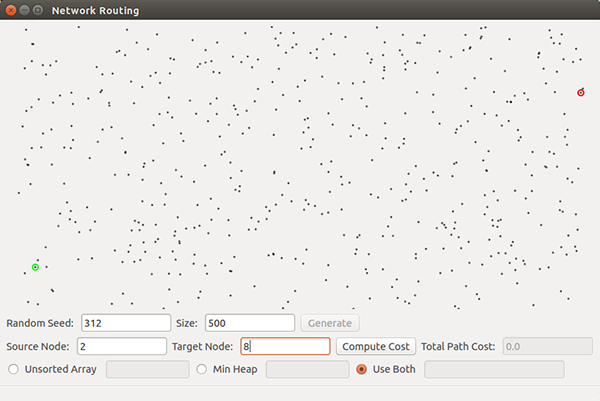 Network Routing
Random Seed: 312 Size: 500 Generate
Source Node: 2 Target Node: 8 Compute Cost Total Path Cost: 0.0
Unsorted Array Min Heap Use Both